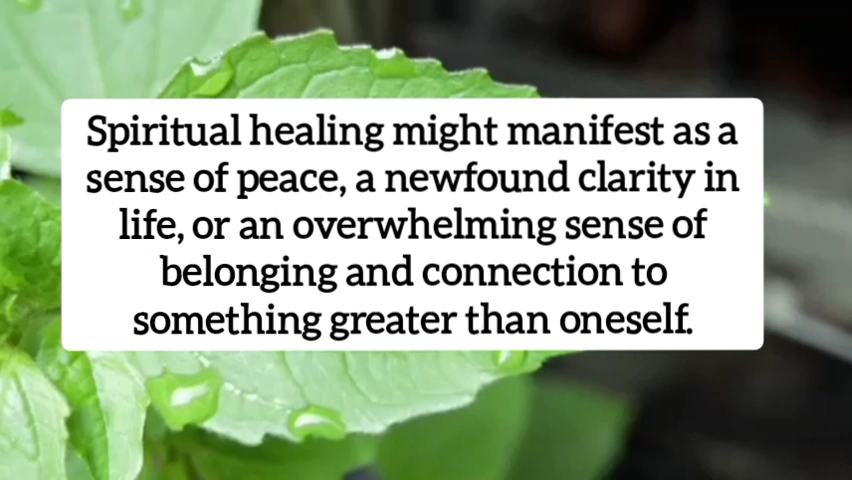 Spiritual healing might manifest as a
sense of peace, a newfound clarity in
life, or an overwhelming sense of
belonging and connection to
something greater than oneself.